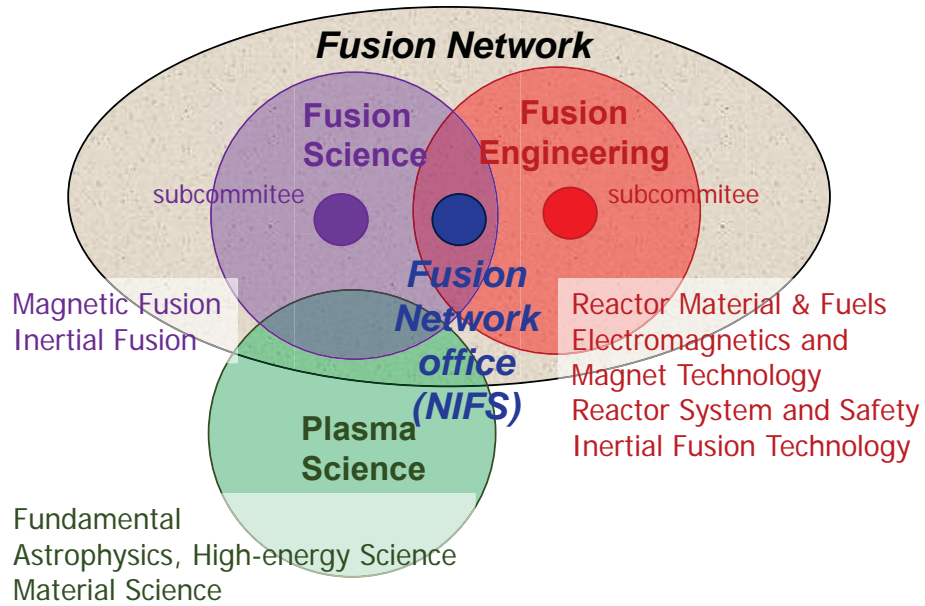 Fusion Network
Fusion
Science
Fusion
Engineering
subcommitee
subcommitee
Fusion
Network
office
(NIFS)
Magnetic Fusion
Inertial Fusion
Reactor Material & Fuels
Electromagnetics and
Magnet Technology
Reactor System and Safety
Inertial Fusion Technology
Plasma
Science
Fundamental
Astrophysics, High-energy Science
Material Science